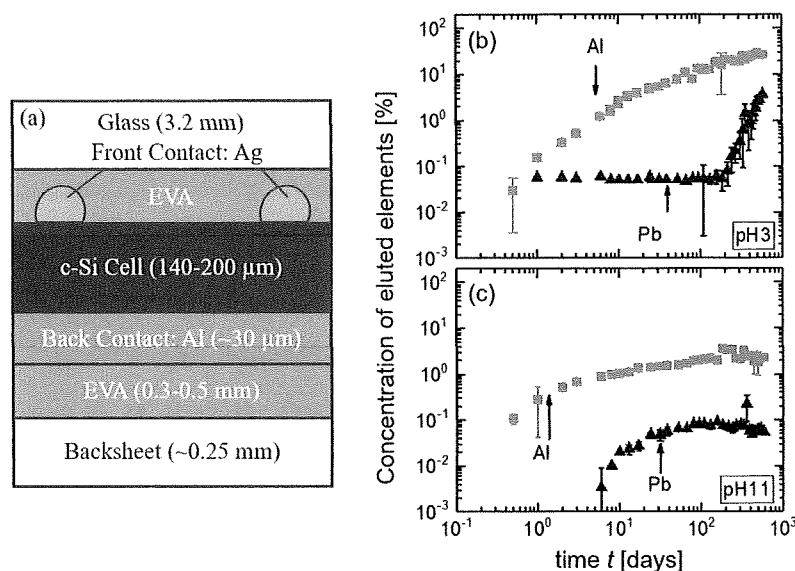 (a)
Glass (3.2 mm)
Front Contact: Ag
EVA
c-Si Cell (140-200 µm)
Back Contact: Al (~30 µm)
EVA (0.3-0.5 mm)
Backsheet (~0.25 mm)
Concentration of eluted elements [%]
(b)
10²
10¹
10⁰
10⁻¹
10⁻²
10⁻³
Al
Pb
pH3
(c)
10²
10¹
10⁰
10⁻¹
10⁻²
10⁻³
Al
Pb
pH11
10⁻¹ 10⁰ 10¹ 10² 10³
time t [days]